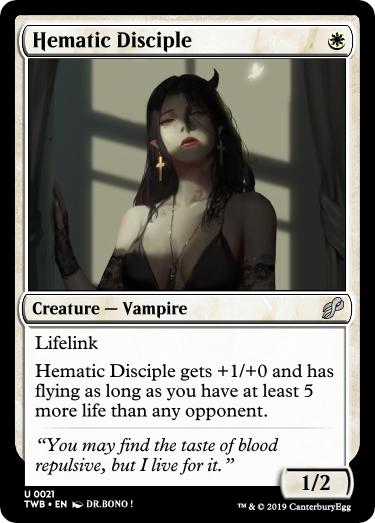 Hematic Disciple
Creature — Vampire
Lifelink
Hematic Disciple gets +1/+0 and has
flying as long as you have at least 5
more life than any opponent.
“You may find the taste of blood
repulsive, but I live for it.”
1/2
U 0021
TWB • EN DR.BONO !
™ & © 2019 CanterburyEgg